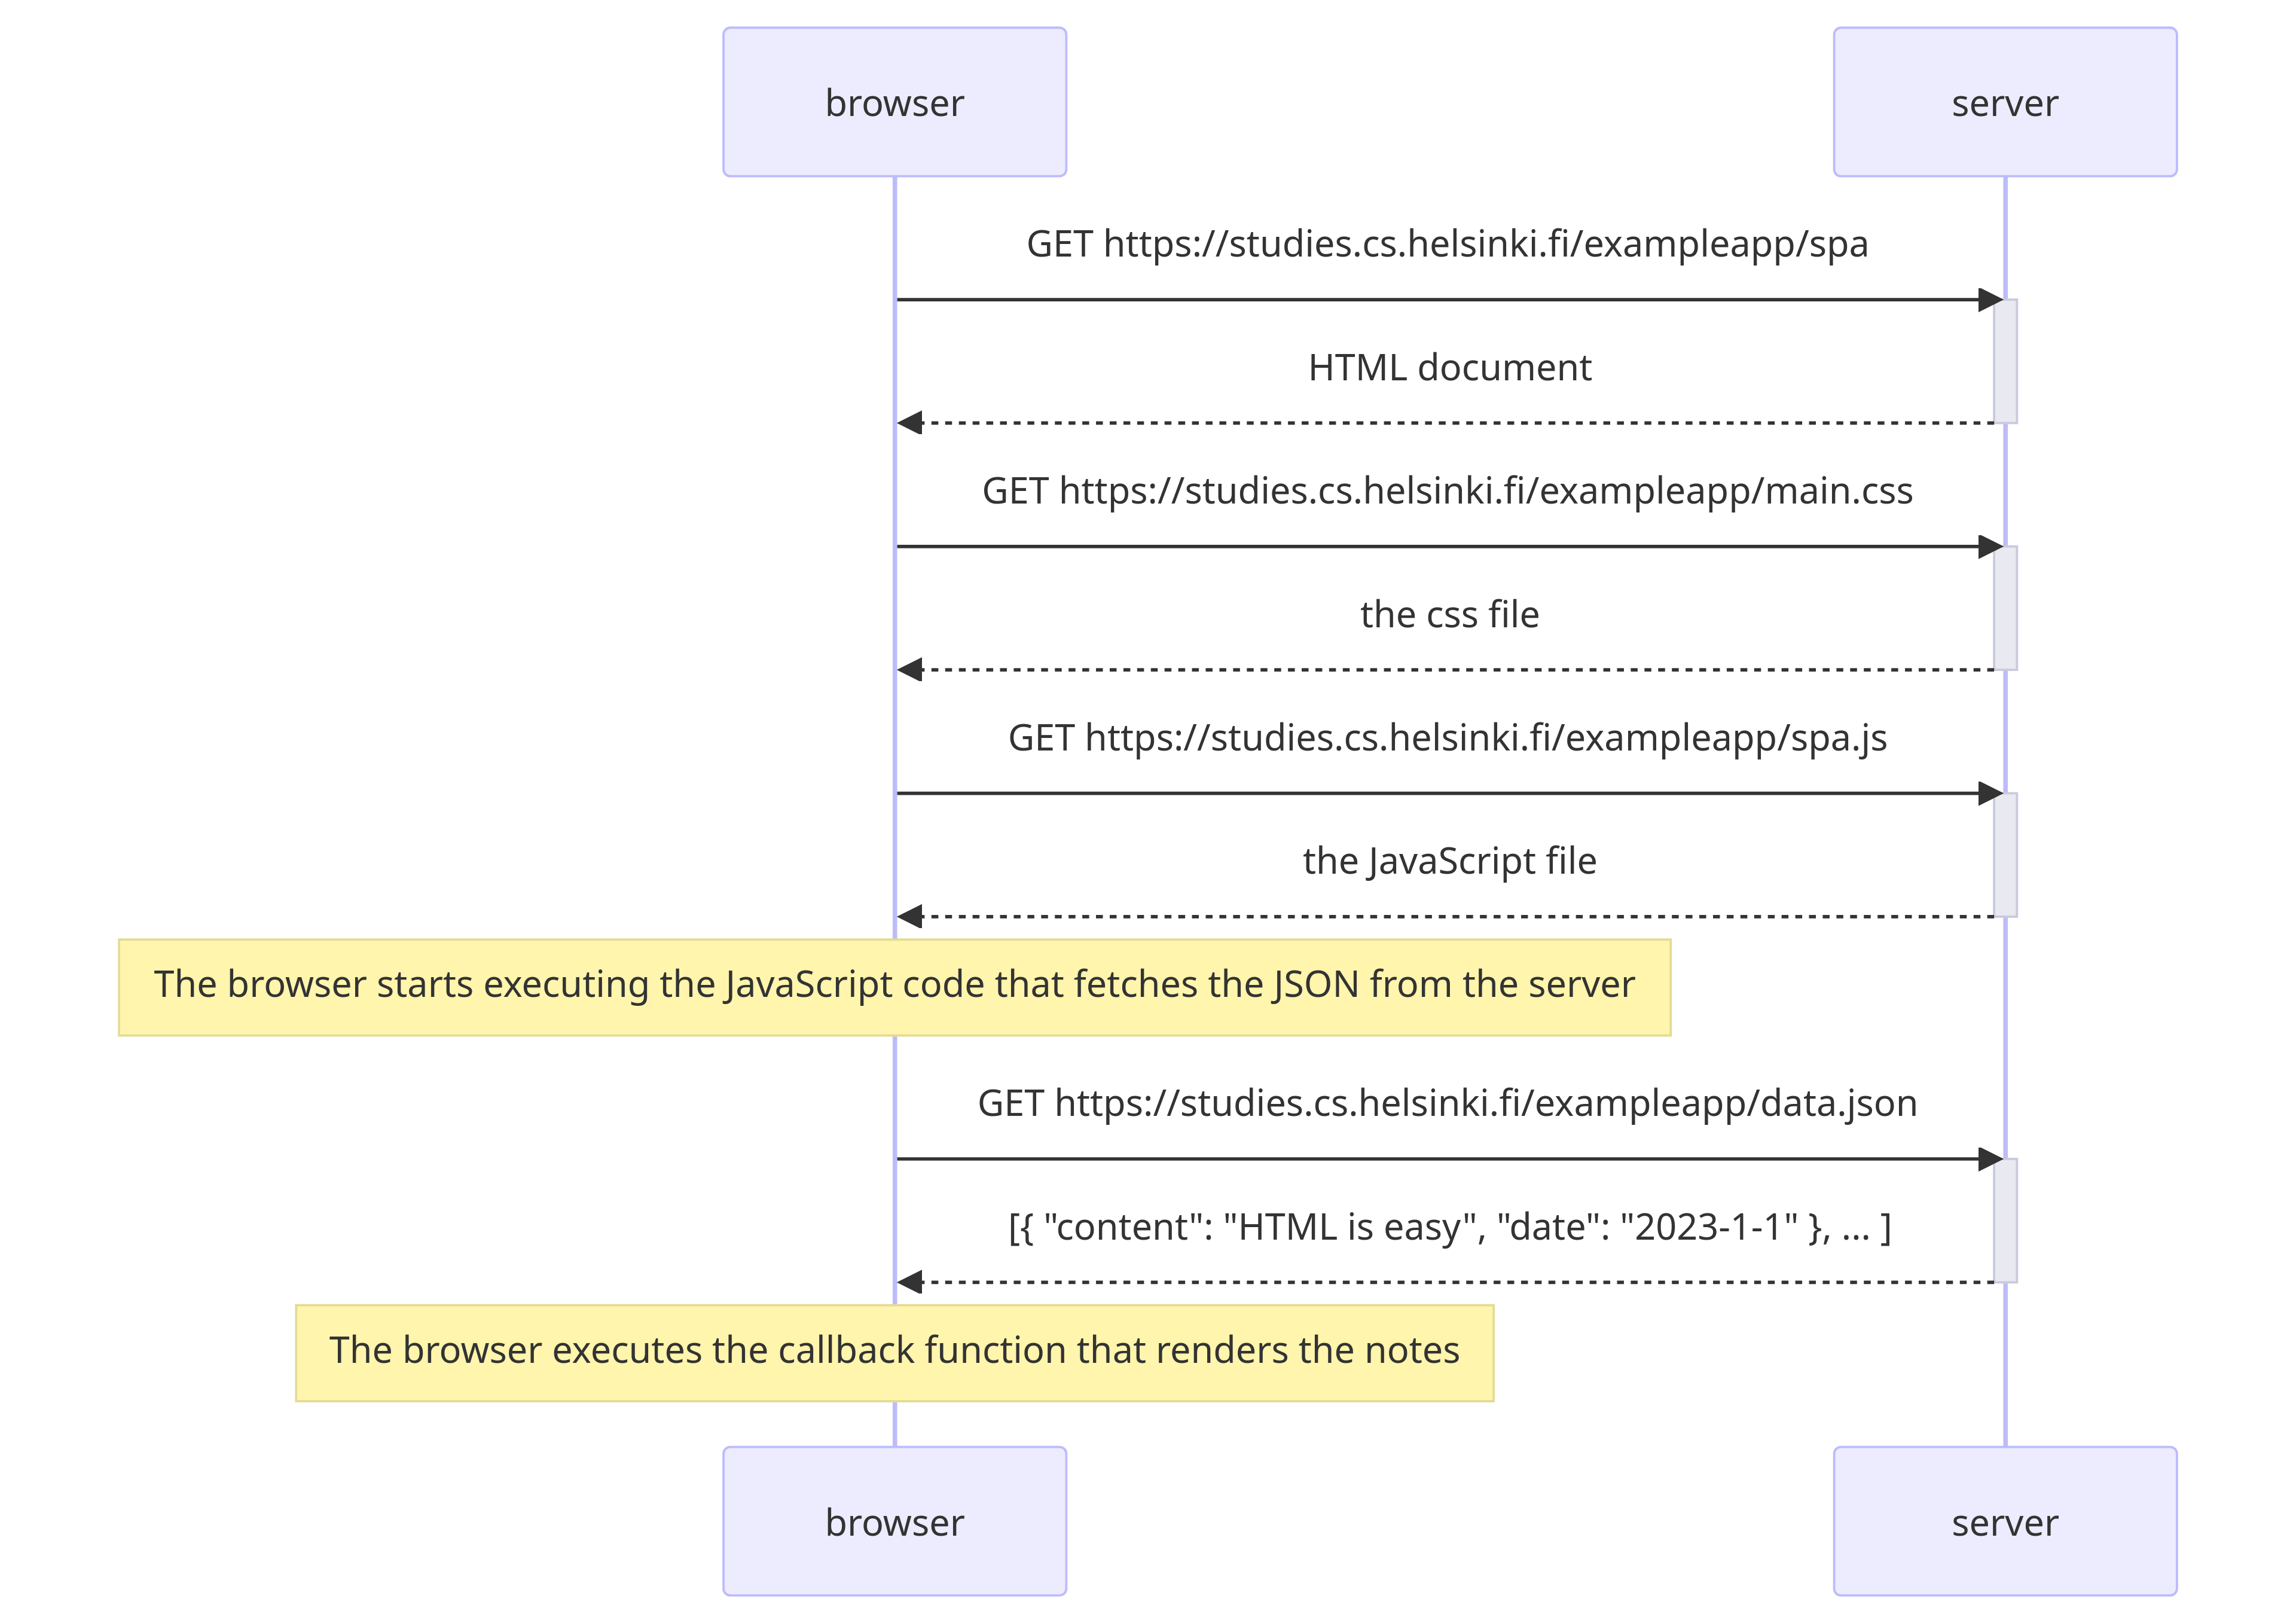 browser
server
GET https://studies.cs.helsinki.fi/exampleapp/spa
HTML document
GET https://studies.cs.helsinki.fi/exampleapp/main.css
the css file
GET https://studies.cs.helsinki.fi/exampleapp/spa.js
the JavaScript file
The browser starts executing the JavaScript code that fetches the JSON from the server
GET https://studies.cs.helsinki.fi/exampleapp/data.json
[{ "content": "HTML is easy", "date": "2023-1-1" }, ... ]
The browser executes the callback function that renders the notes
browser
server